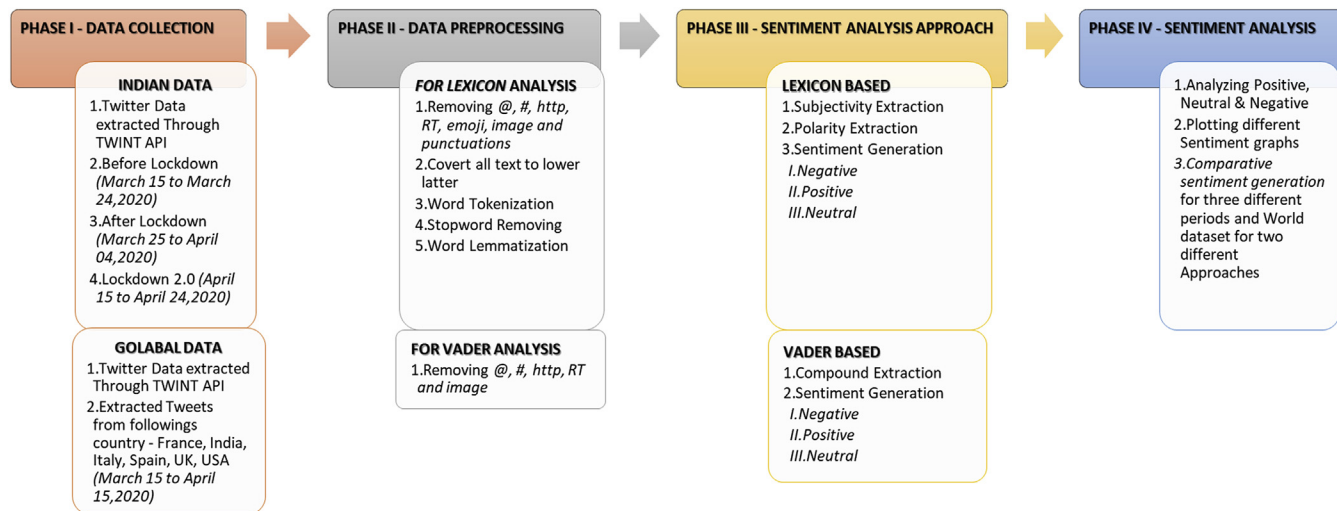 PHASE I - DATA COLLECTION
INDIAN DATA
1.Twitter Data
extracted Through
TWINT API
2.Before Lockdown
(March 15 to March
24,2020)
3.After Lockdown
(March 25 to April
04,2020)
4.Lockdown 2.0 (April
15 to April 24,2020)
GOLABAL DATA
1.Twitter Data extracted
Through TWINT API
2.Extracted Tweets
from followings
country - France, India,
Italy, Spain, UK, USA
(March 15 to April
15,2020)
PHASE II - DATA PREPROCESSING
FOR LEXICON ANALYSIS
1.Removing @, #, http,
RT, emoji, image and
punctuations
2.Covert all text to lower
latter
3.Word Tokenization
4.Stopword Removing
5.Word Lemmatization
FOR VADER ANALYSIS
1.Removing @, #, http, RT
and image
PHASE III - SENTIMENT ANALYSIS APPROACH
LEXICON BASED
1.Subjectivity Extraction
2.Polarity Extraction
3.Sentiment Generation
I.Negative
II.Positive
III.Neutral
VADER BASED
1.Compound Extraction
2.Sentiment Generation
I.Negative
II.Positive
III.Neutral
PHASE IV - SENTIMENT ANALYSIS
1.Analyzing Positive,
Neutral & Negative
2.Plotting different
Sentiment graphs
3.Comparative
sentiment generation
for three different
periods and World
dataset for two
different
Approaches